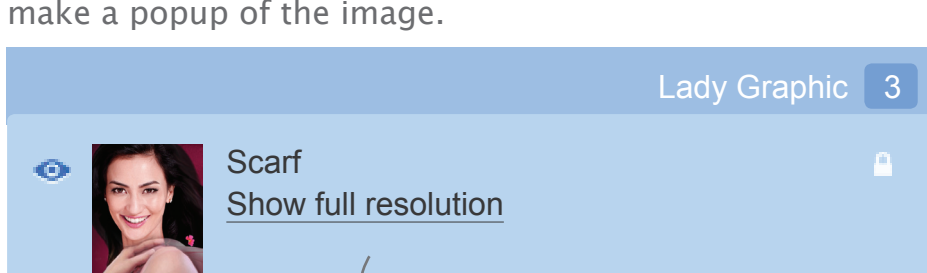 make a popup of the image.
Lady Graphic 3
Scarf
Show full resolution